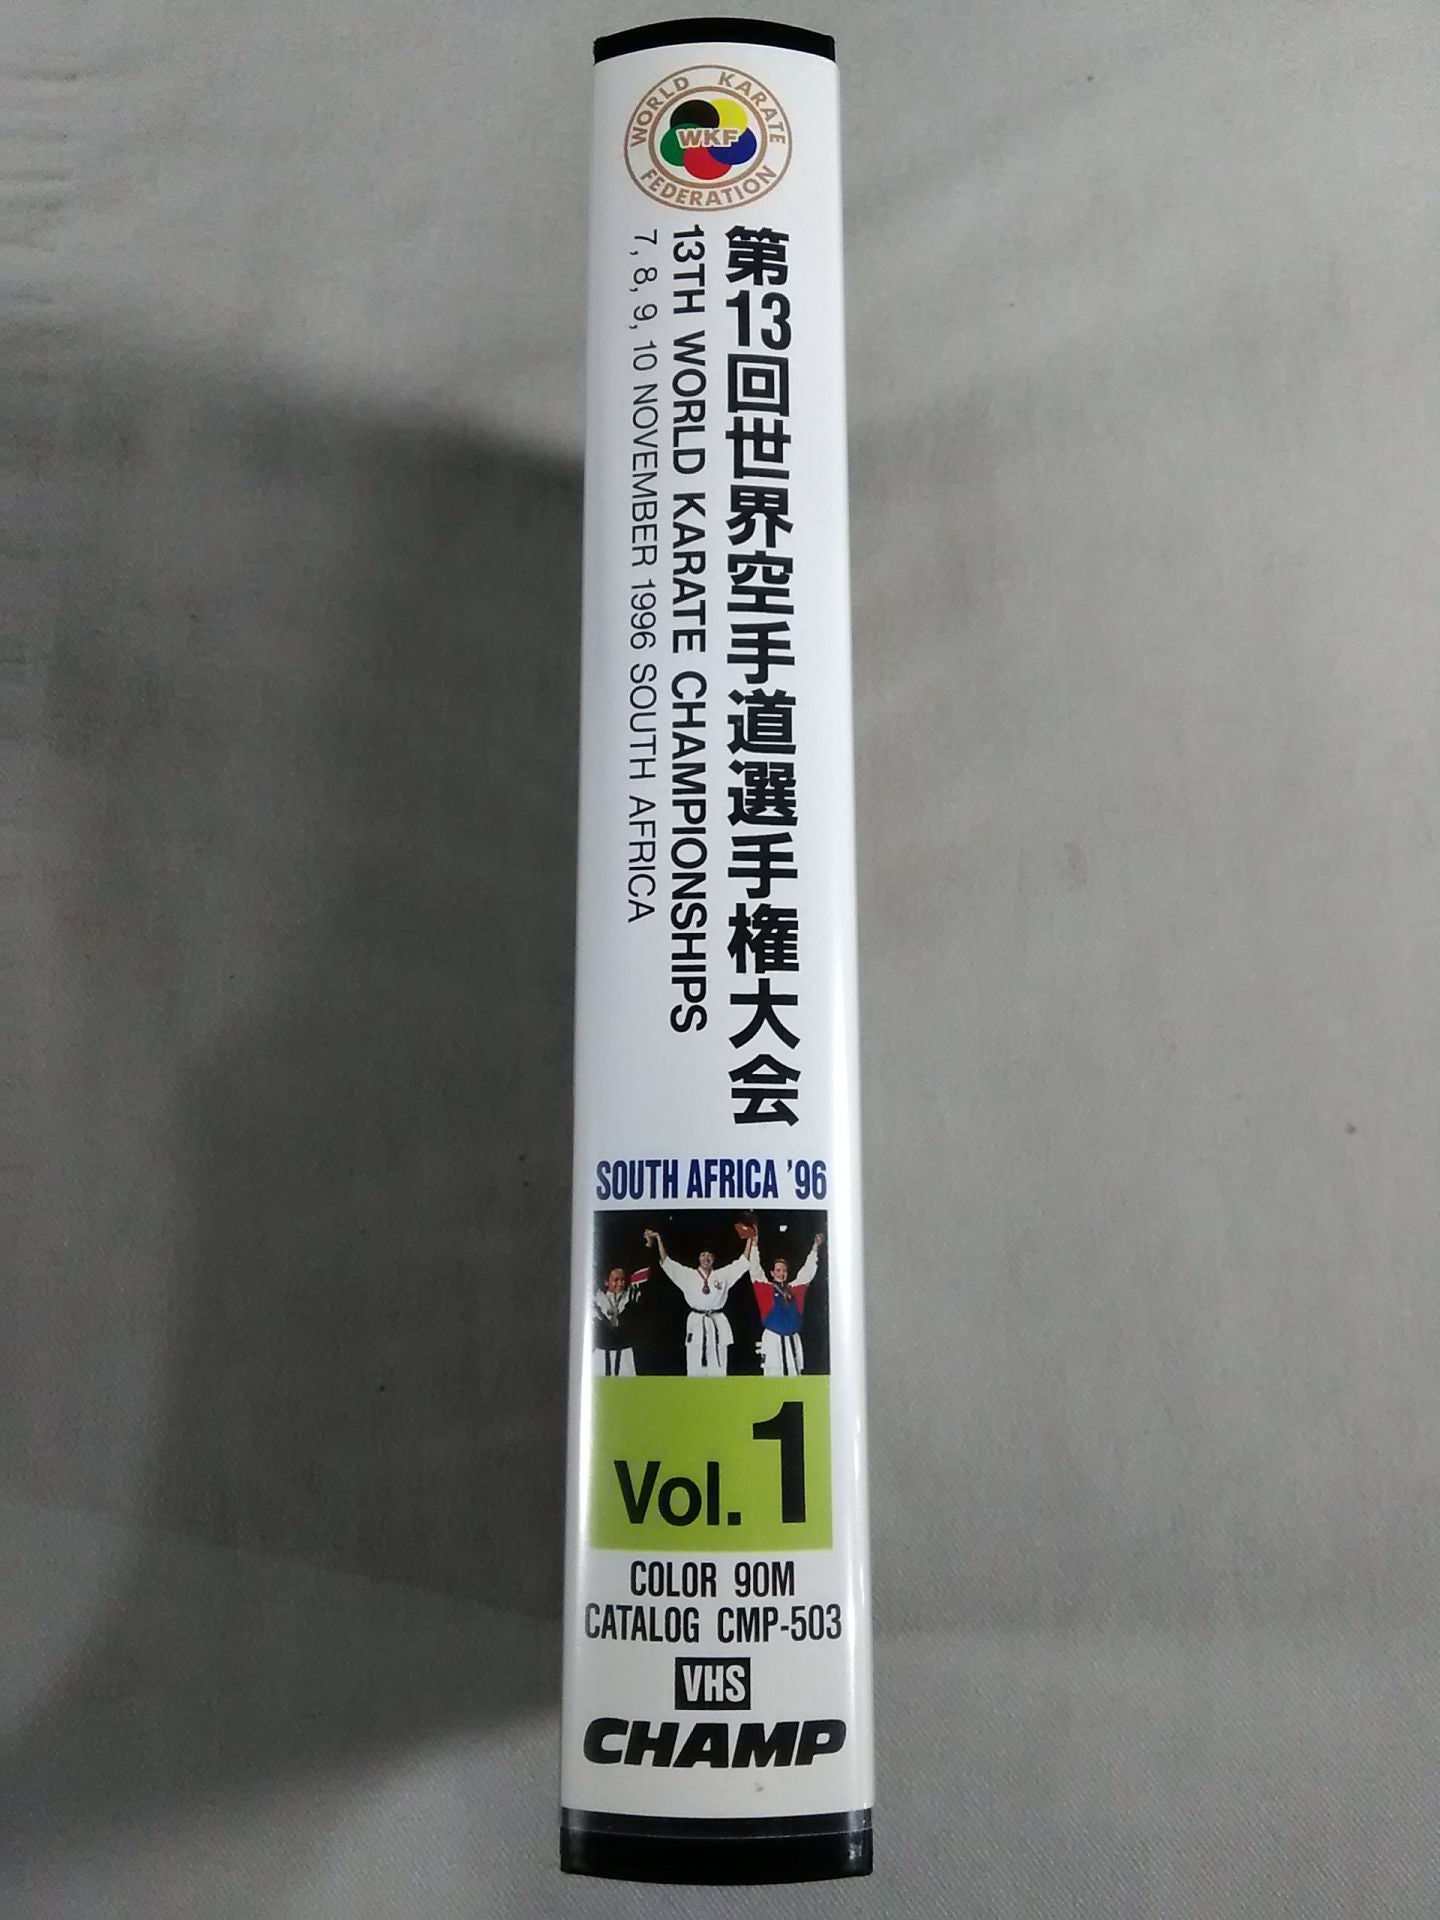 WORLD KARATE
WKF
FEDERATION
第13回世界空手道選手権大会
13TH WORLD KARATE CHAMPIONSHIPS
7, 8, 9, 10 NOVEMBER 1996 SOUTH AFRICA
SOUTH AFRICA '96
Vol.1
COLOR 90M
CATALOG CMP-503
VHS
CHAMP